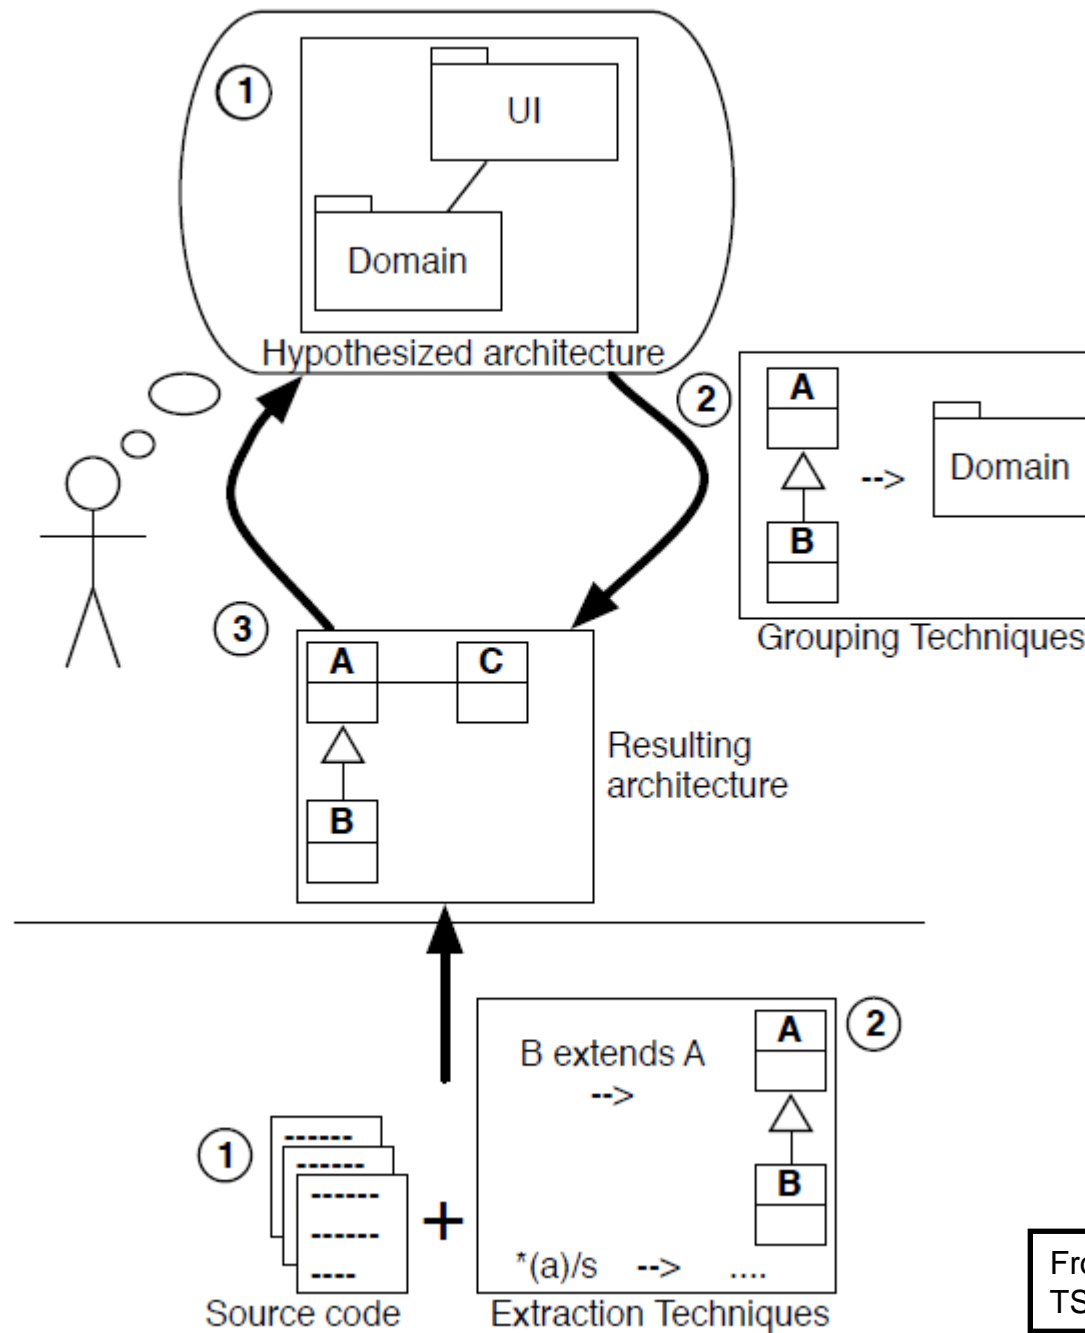 1
UI
Domain
Hypothesized architecture
2
A
-->
Domain
B
Grouping Techniques
3
A
C
Resulting
architecture
B
2
A
B extends A
-->
1
------
------
------
------
----
+
B
*(a)/s --> ....
Source code
Extraction Techniques
TS